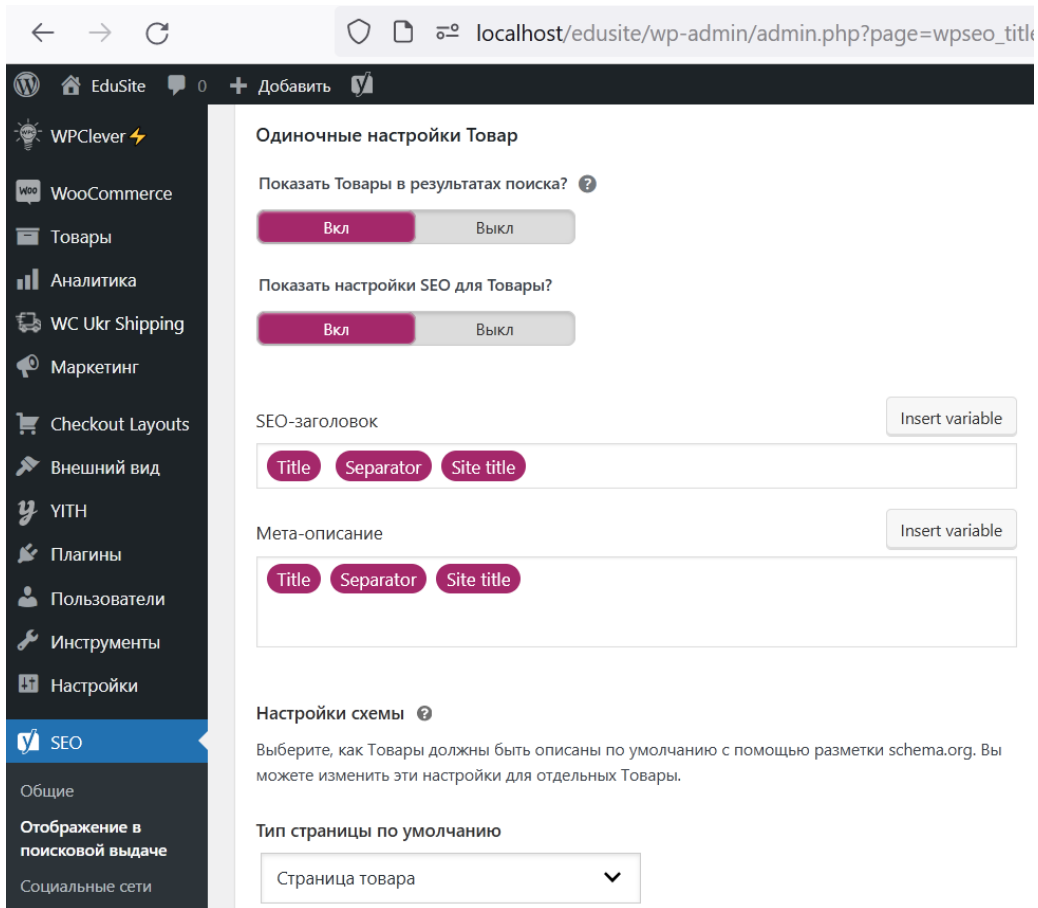 localhost/edusite/wp-admin/admin.php?page=wpseo_title
EduSite 0 Добавить
WPClever
WooCommerce
Товары
Аналитика
WC Ukr Shipping
Маркетинг
Checkout Layouts
Внешний вид
YITH
Плагины
Пользователи
Инструменты
Настройки
SEO
Общие
Отображение в
поисковой выдаче
Социальные сети
Одиночные настройки Товар
Показать Товары в результатах поиска?
Вкл Выкл
Показать настройки SEO для Товары?
Вкл Выкл
SEO-заголовок Insert variable
Title Separator Site title
Мета-описание Insert variable
Title Separator Site title
Настройки схемы
Выберите, как Товары должны быть описаны по умолчанию с помощью разметки schema.org. Вы
можете изменить эти настройки для отдельных Товары.
Тип страницы по умолчанию
Страница товара